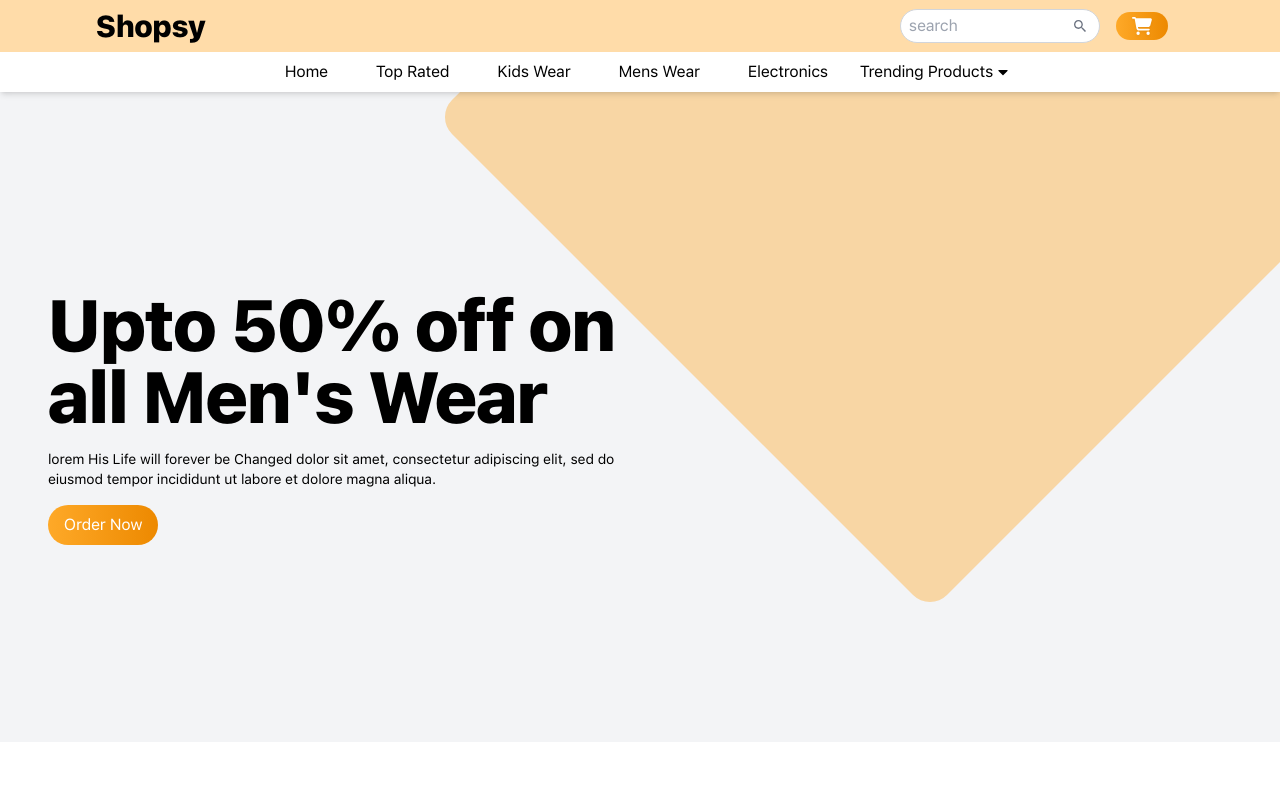 Shopsy
search
Home Top Rated Kids Wear Mens Wear Electronics Trending Products
Upto 50% off on
all Men's Wear
lorem His Life will forever be Changed dolor sit amet, consectetur adipiscing elit, sed do
eiusmod tempor incididunt ut labore et dolore magna aliqua.
Order Now